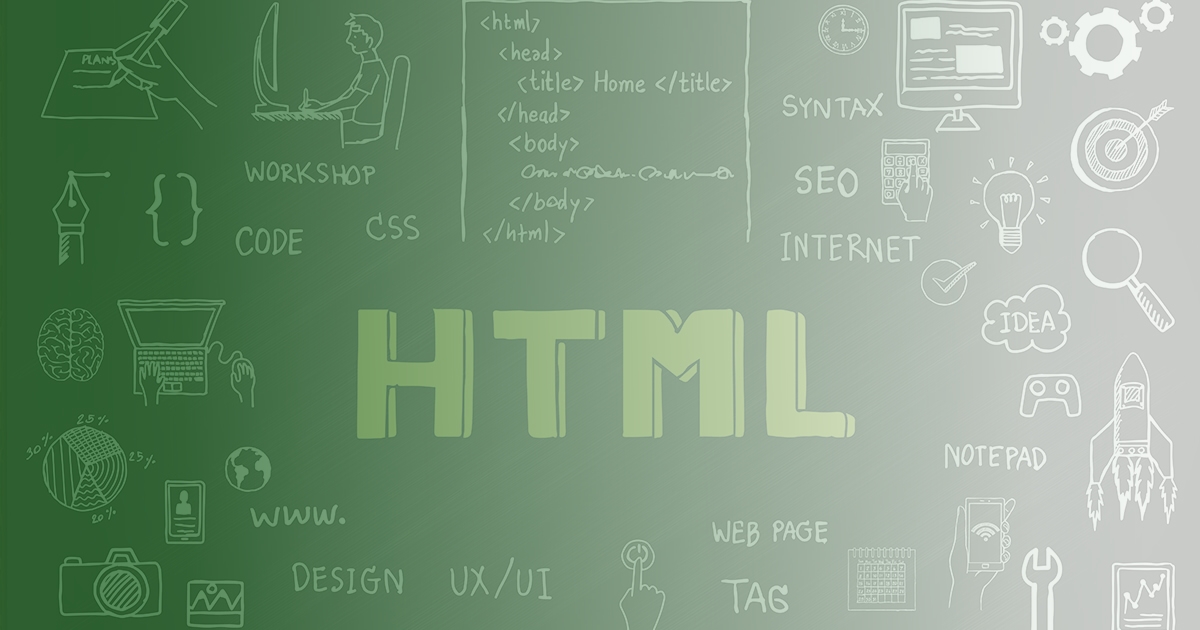 PLANS
<html>
<head>
<title> Home </title>
</head>
<body>
</body>
</html>
SYNTAX
WORKSHOP
SEO
CODE
CSS
INTERNET
HTML
IDEA
25%
30%
25%
20%
NOTEPAD
WWW.
WEB PAGE
DESIGN
UX/UI
TAG